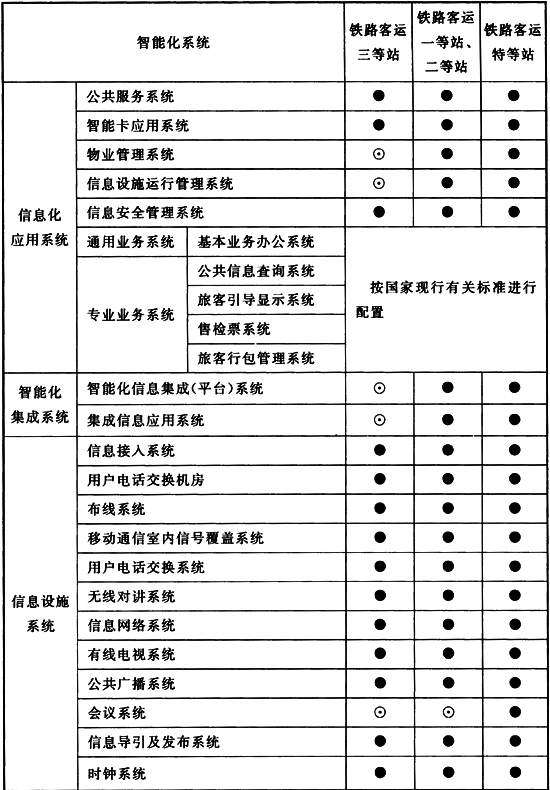 智能化系统
铁路客运
三等站
铁路客运
一等站、
二等站
铁路客运
特等站
信息化
应用系统
公共服务系统 ● ● ●
智能卡应用系统 ● ● ●
物业管理系统 ⊙ ● ●
信息设施运行管理系统 ⊙ ● ●
信息安全管理系统 ● ● ●
通用业务系统 基本业务办公系统
专业业务系统
公共信息查询系统
旅客引导显示系统
售检票系统
旅客行包管理系统
按国家现行有关标准进行
配置
智能化
集成系统
智能化信息集成(平台)系统 ⊙ ● ●
集成信息应用系统 ⊙ ● ●
信息设施
系统
信息接入系统 ● ● ●
用户电话交换机房 ● ● ●
布线系统 ● ● ●
移动通信室内信号覆盖系统 ● ● ●
用户电话交换系统 ● ● ●
无线对讲系统 ● ● ●
信息网络系统 ● ● ●
有线电视系统 ● ● ●
公共广播系统 ● ● ●
会议系统 ⊙ ⊙ ●
信息导引及发布系统 ● ● ●
时钟系统 ● ● ●